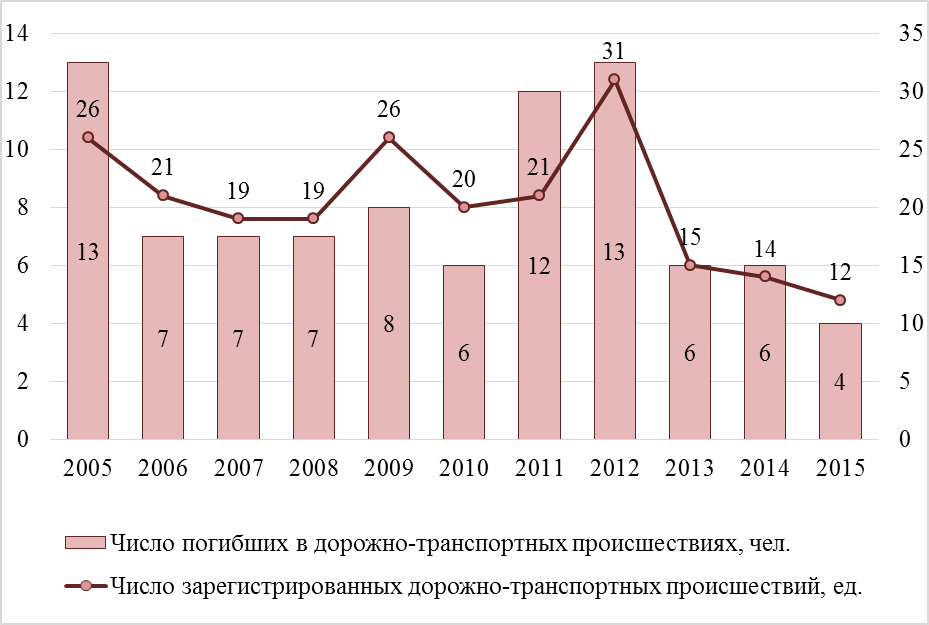 14 35
12 30
10 25
8 20
6 15
4 10
2 5
0 0
26 21 19 19 26 20 21 31 15 14 12
13 7 7 7 8 6 12 13 6 6 4
2005 2006 2007 2008 2009 2010 2011 2012 2013 2014 2015
Число погибших в дорожно-транспортных происшествиях, чел.
Число зарегистрированных дорожно-транспортных происшествий, ед.